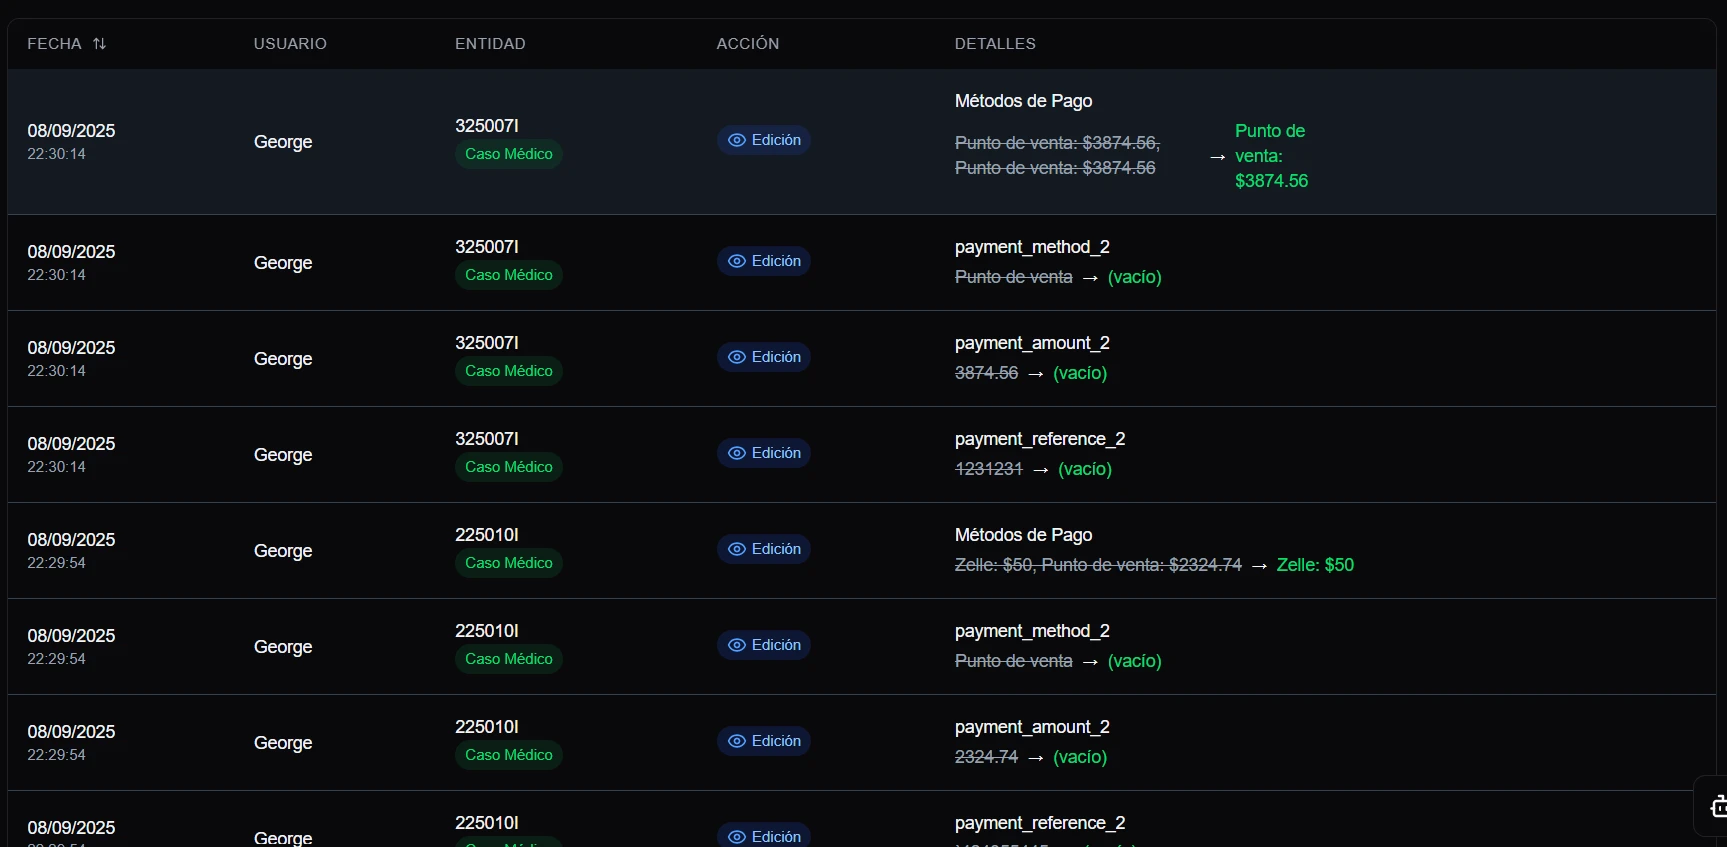 FECHA USUARIO ENTIDAD ACCIÓN DETALLES
08/09/2025
22:30:14
George
325007I
Caso Médico
Edición
Métodos de Pago
Punto de venta: $3874.56,
Punto de venta: $3874.56
→
Punto de
venta:
$3874.56
08/09/2025
22:30:14
George
325007I
Caso Médico
Edición
payment_method_2
Punto de venta → (vacío)
08/09/2025
22:30:14
George
325007I
Caso Médico
Edición
payment_amount_2
3874.56 → (vacío)
08/09/2025
22:30:14
George
325007I
Caso Médico
Edición
payment_reference_2
1231231 → (vacío)
08/09/2025
22:29:54
George
225010I
Caso Médico
Edición
Métodos de Pago
Zelle: $50, Punto de venta: $2324.74 → Zelle: $50
08/09/2025
22:29:54
George
225010I
Caso Médico
Edición
payment_method_2
Punto de venta → (vacío)
08/09/2025
22:29:54
George
225010I
Caso Médico
Edición
payment_amount_2
2324.74 → (vacío)
08/09/2025
George
225010I
Edición
payment_reference_2